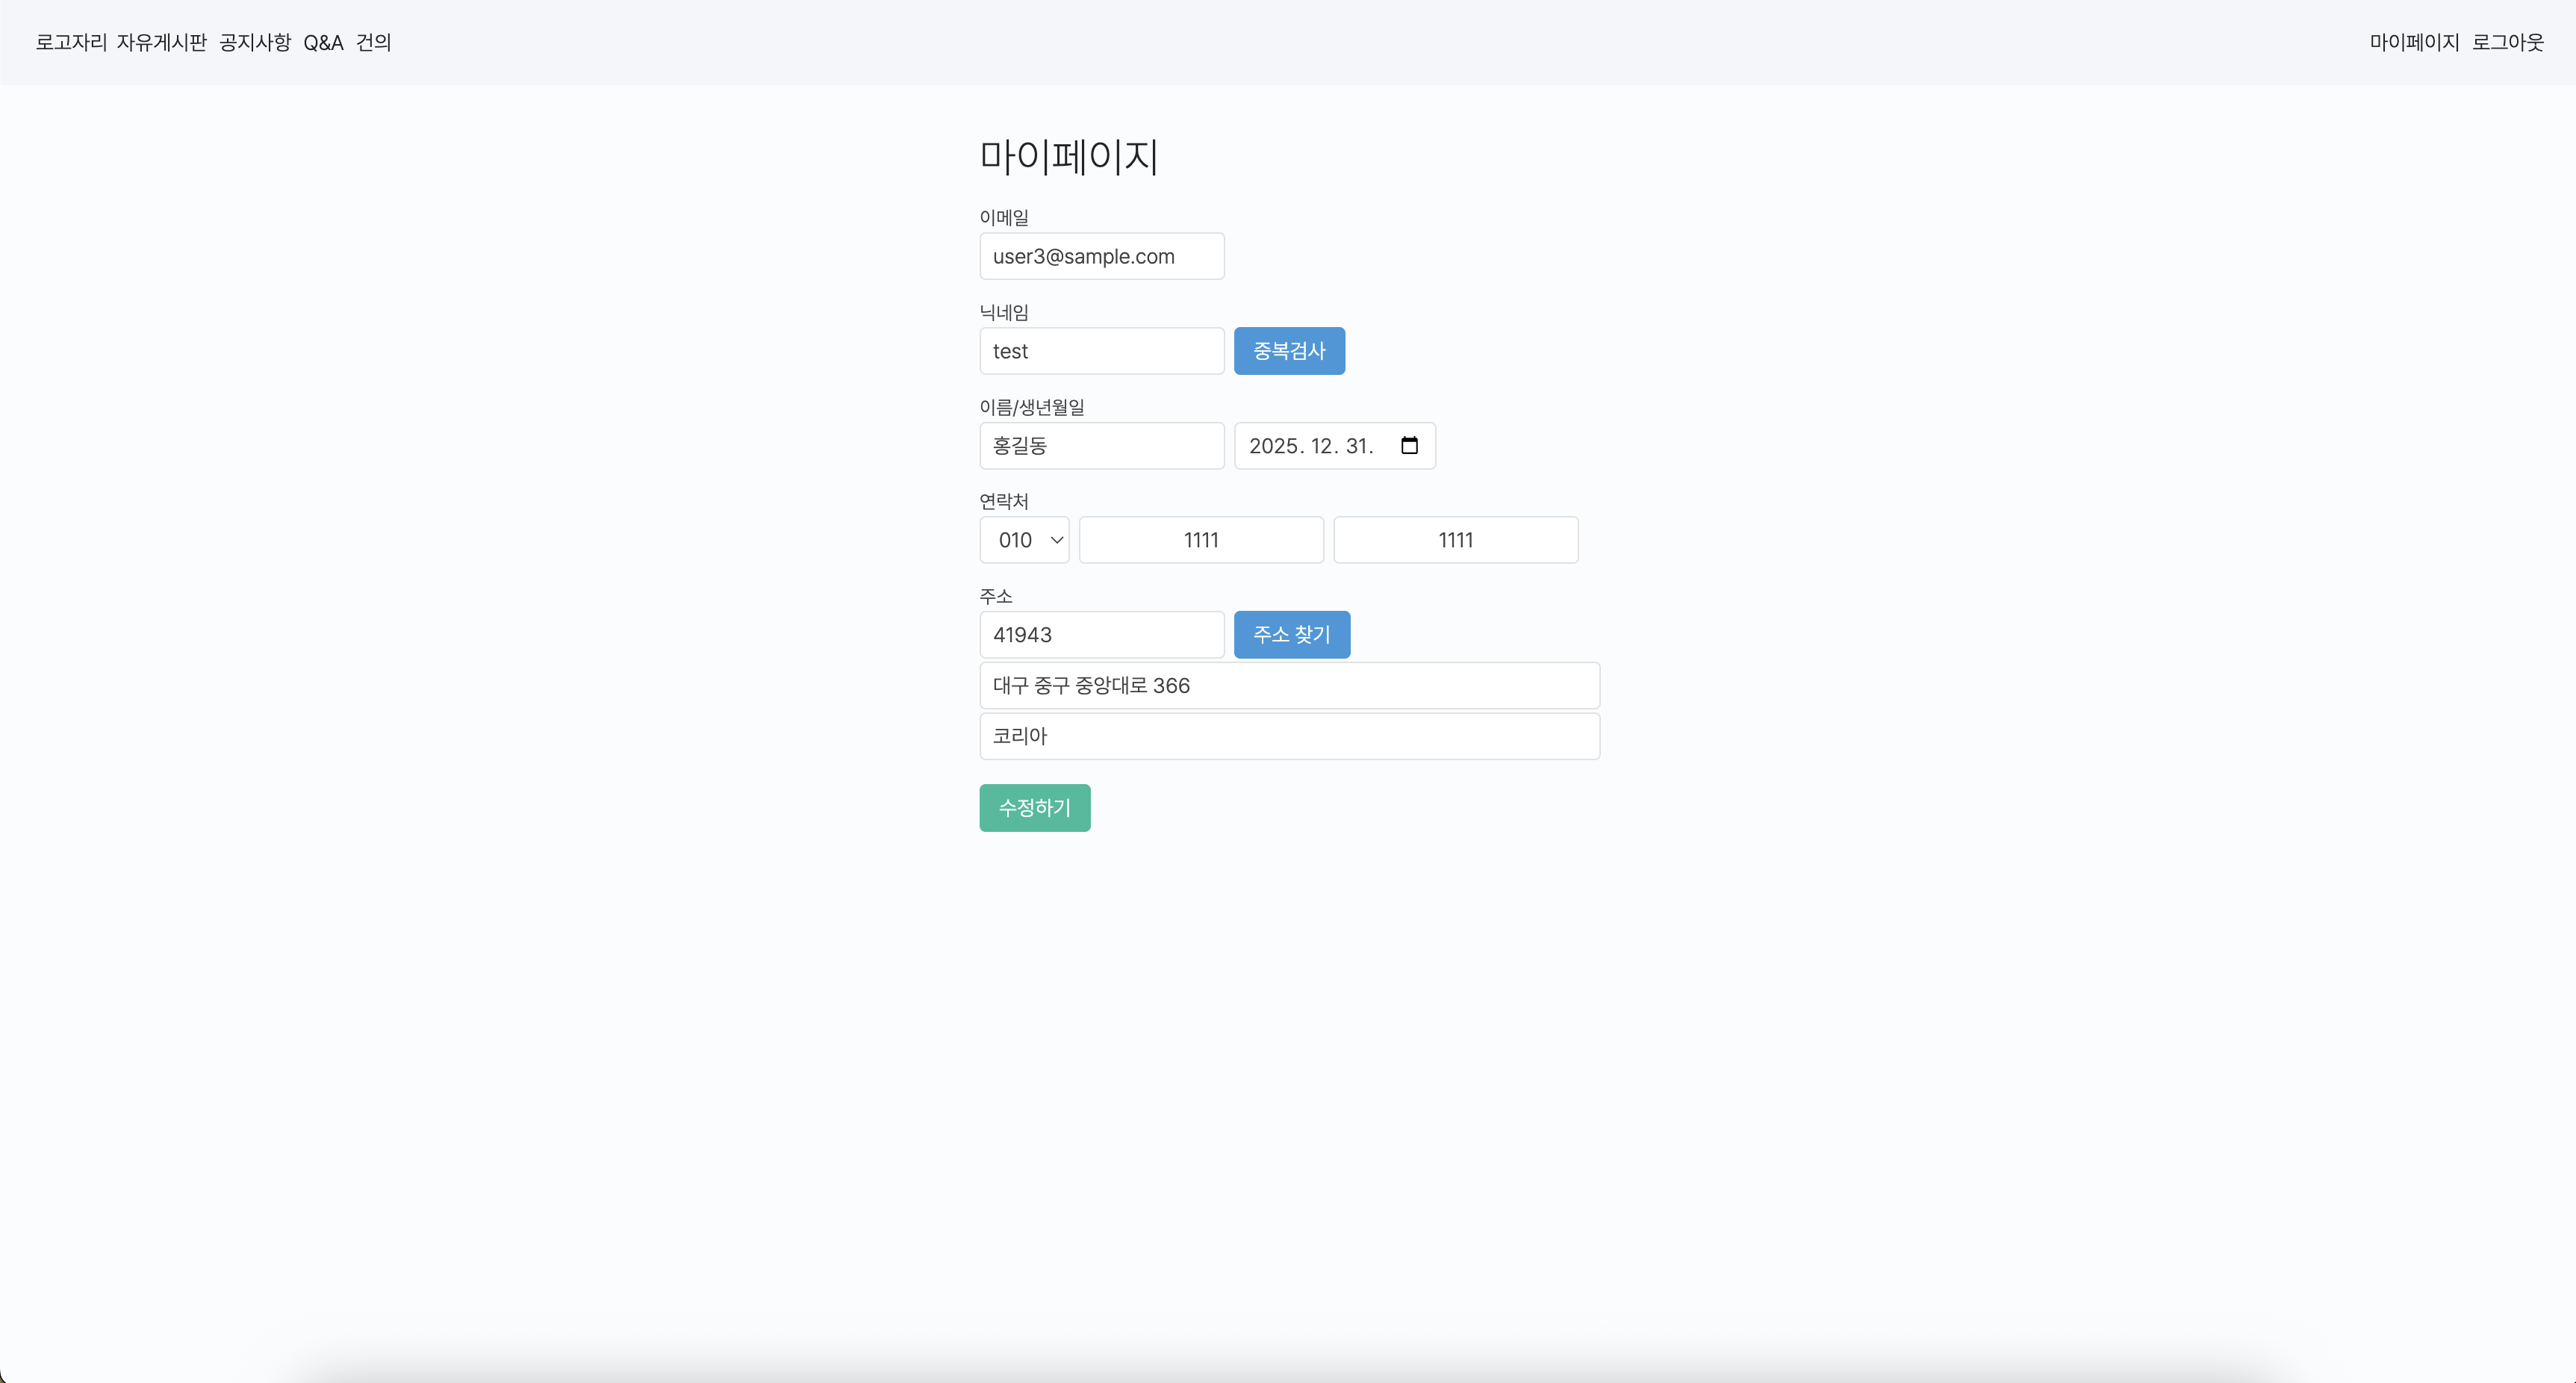 로고자리 자유게시판 공지사항 Q&A 건의 마이페이지 로그아웃
마이페이지
이메일
user3@sample.com
닉네임
test 중복검사
이름/생년월일
홍길동 2025. 12. 31.
연락처
010 1111 1111
주소
41943 주소 찾기
대구 중구 중앙대로 366
코리아
수정하기